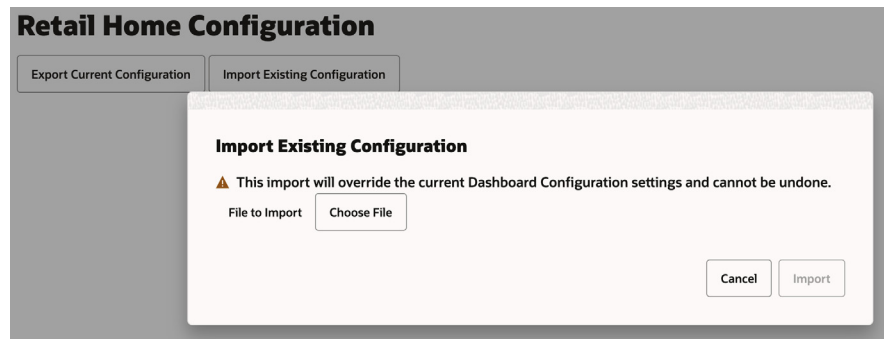 Retail Home Configuration
Export Current Configuration
Import Existing Configuration
Import Existing Configuration
This import will override the current Dashboard Configuration settings and cannot be undone.
File to Import
Choose File
Cancel
Import